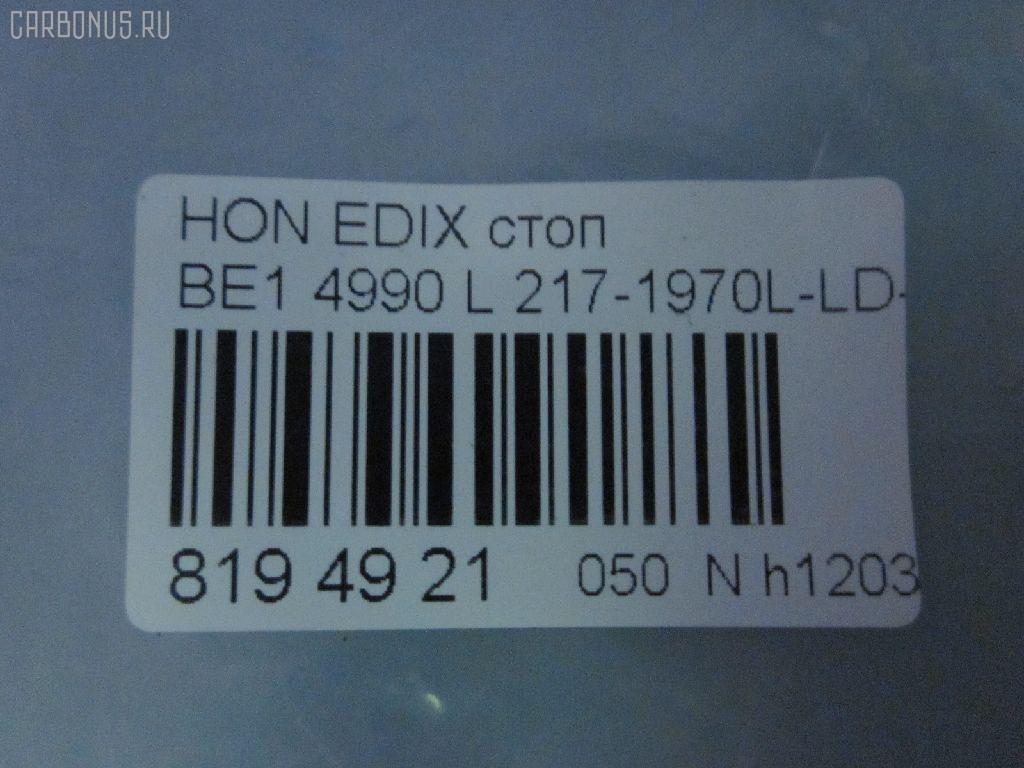 CARBONUS.RU
HON EDIX стоп
BE1 4990 L 217-1970L-LD-
819 49 21 050 N h1203